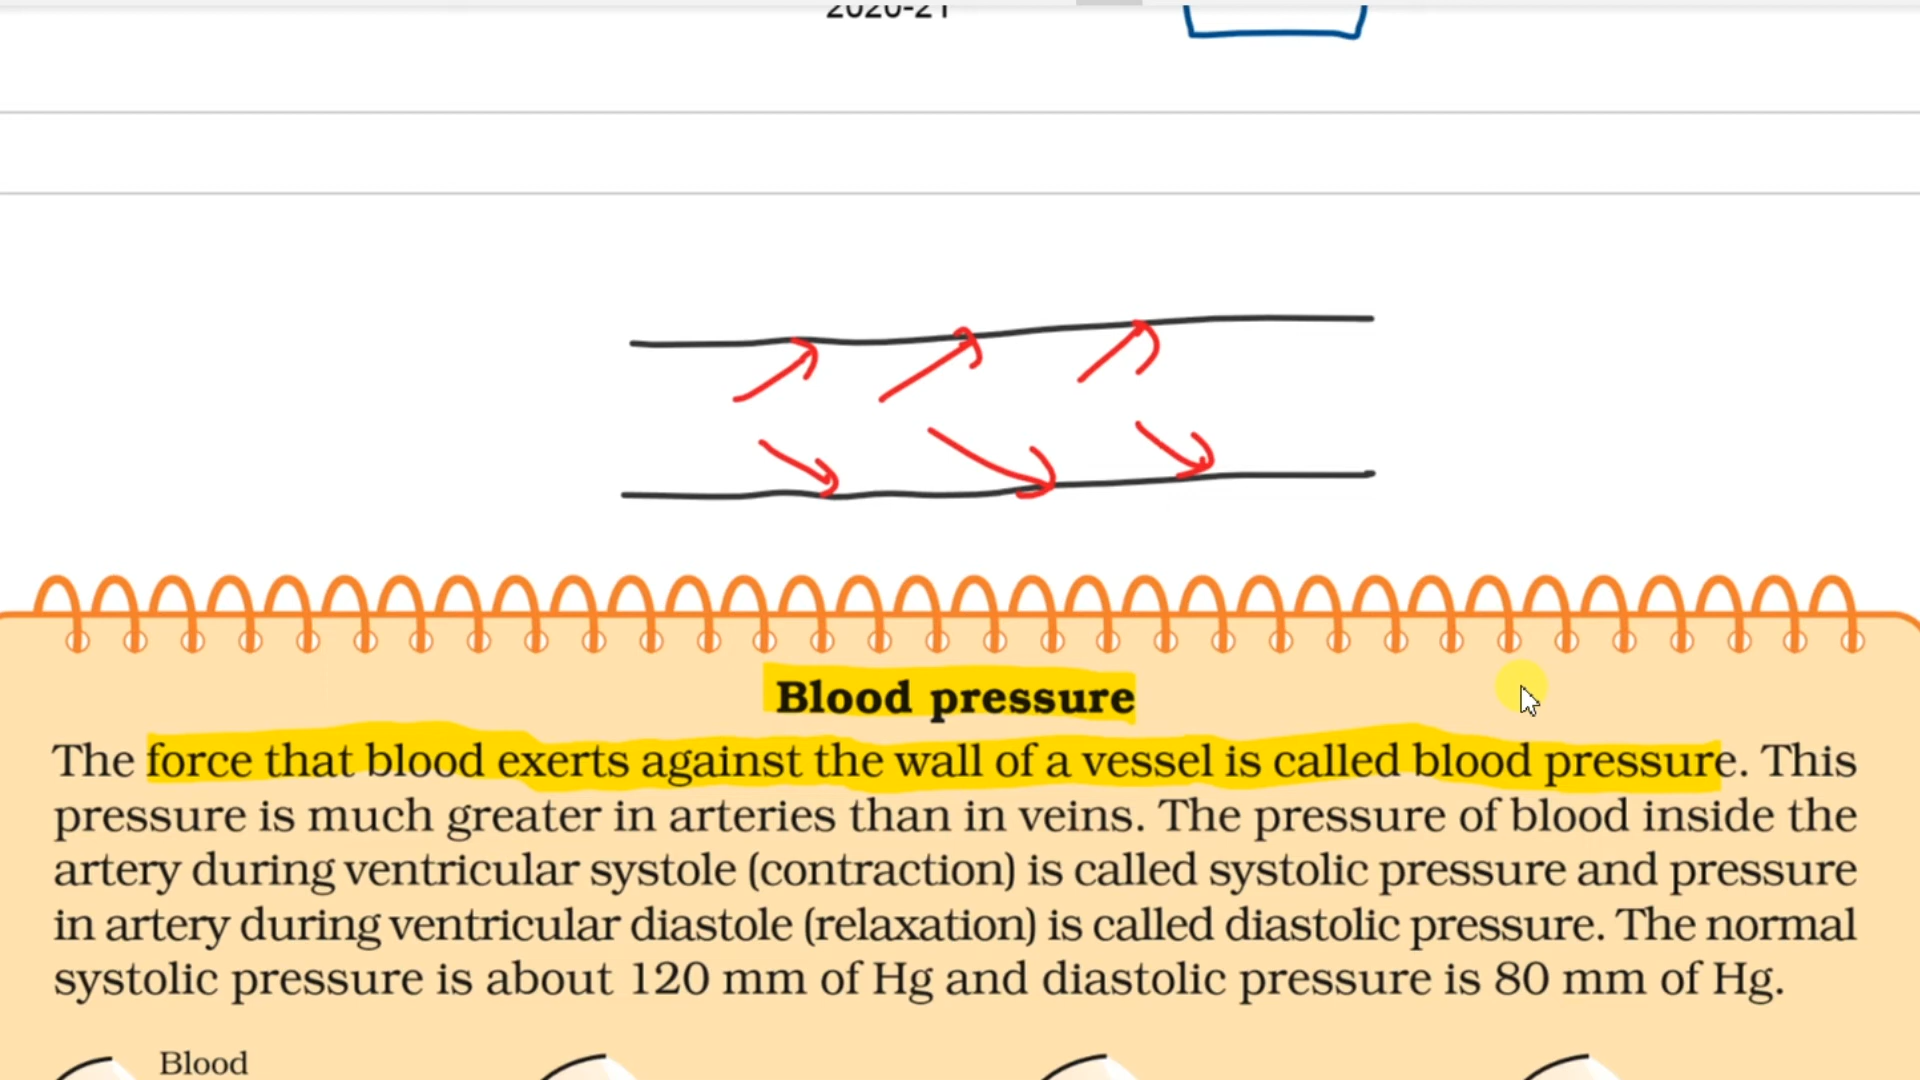 2020-21
Blood pressure
The force that blood exerts against the wall of a vessel is called blood pressure. This
pressure is much greater in arteries than in veins. The pressure of blood inside the
artery during ventricular systole (contraction) is called systolic pressure and pressure
in artery during ventricular diastole (relaxation) is called diastolic pressure. The normal
systolic pressure is about 120 mm of Hg and diastolic pressure is 80 mm of Hg.
Blood